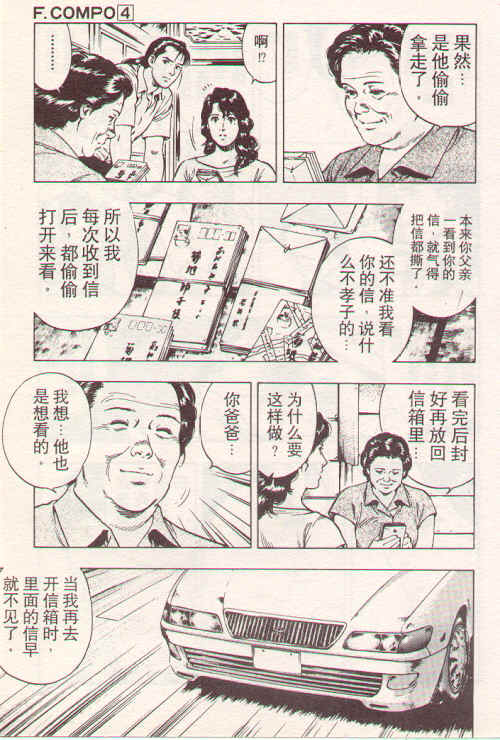 F. COMPO 4
果然…
是他偷偷
拿走了。
啊!?
………
本来你父亲
一看到你的
信，就气得
把信都撕了。
还不准我看
你的信，说什
么不孝子的…
所以我
每次收到信
后，都偷偷
打开来看。
看完后封
好再放回
信箱里…
为什么要
这样做？
你爸爸…
我想…他也
是想看的。
当我再去
开信箱时，
里面的信早
就不见了。